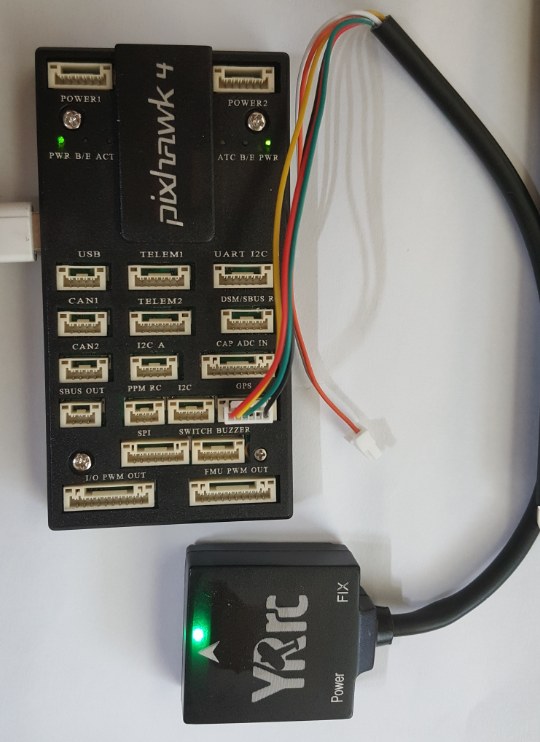 POWER1
POWER2
pixhawk 4
PWR B/E ACT
ATC B/E PWR
USB
TELEM1
UART I2C
CAN1
TELEM2
DSM/SBUS R
CAN2
I2C A
CAP ADC IN
SBUS OUT
PPM RC
I2C
GPS
SPI
SWITCH BUZZER
I/O PWM OUT
FMU PWM OUT
YRrc
Power
FIX